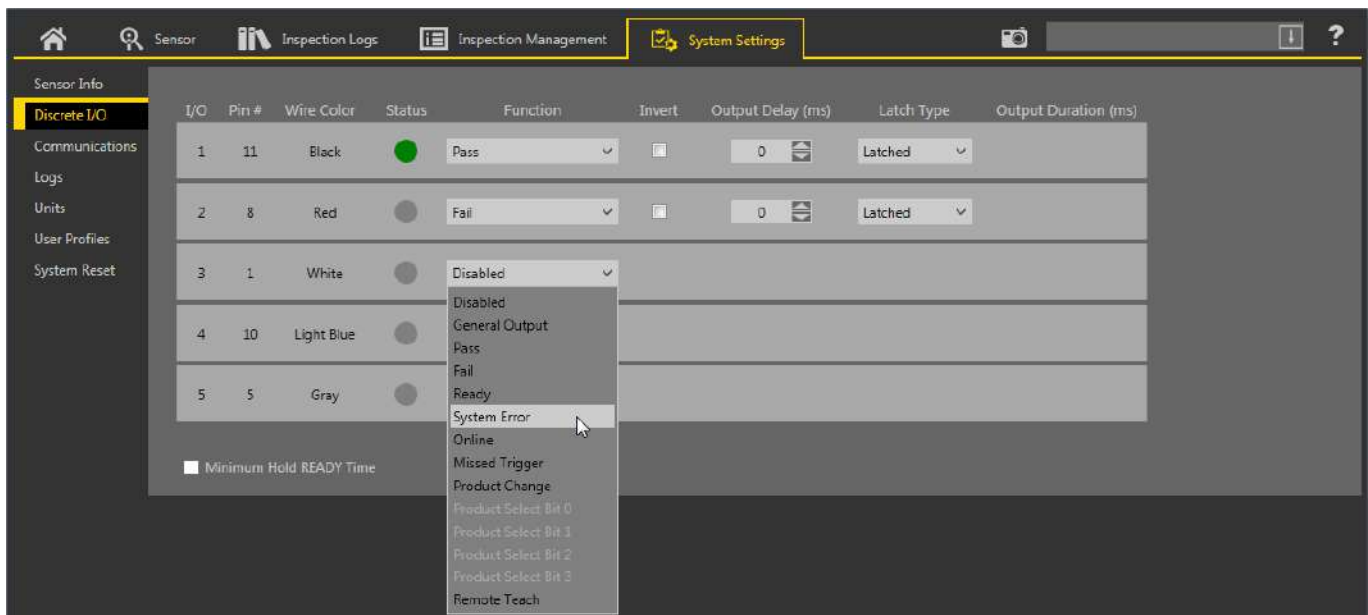 Sensor Inspection Logs Inspection Management System Settings ?
Sensor Info
Discrete I/O
Communications
Logs
Units
User Profiles
System Reset
I/O Pin # Wire Color Status Function Invert Output Delay (ms) Latch Type Output Duration (ms)
1 11 Black Pass 0 Latched
2 8 Red Fail 0 Latched
3 1 White Disabled
4 10 Light Blue
5 5 Gray
Disabled
General Output
Pass
Fail
Ready
System Error
Online
Missed Trigger
Product Change
Product Select Bit 0
Product Select Bit 1
Product Select Bit 2
Product Select Bit 3
Remote Teach
Minimum Hold READY Time